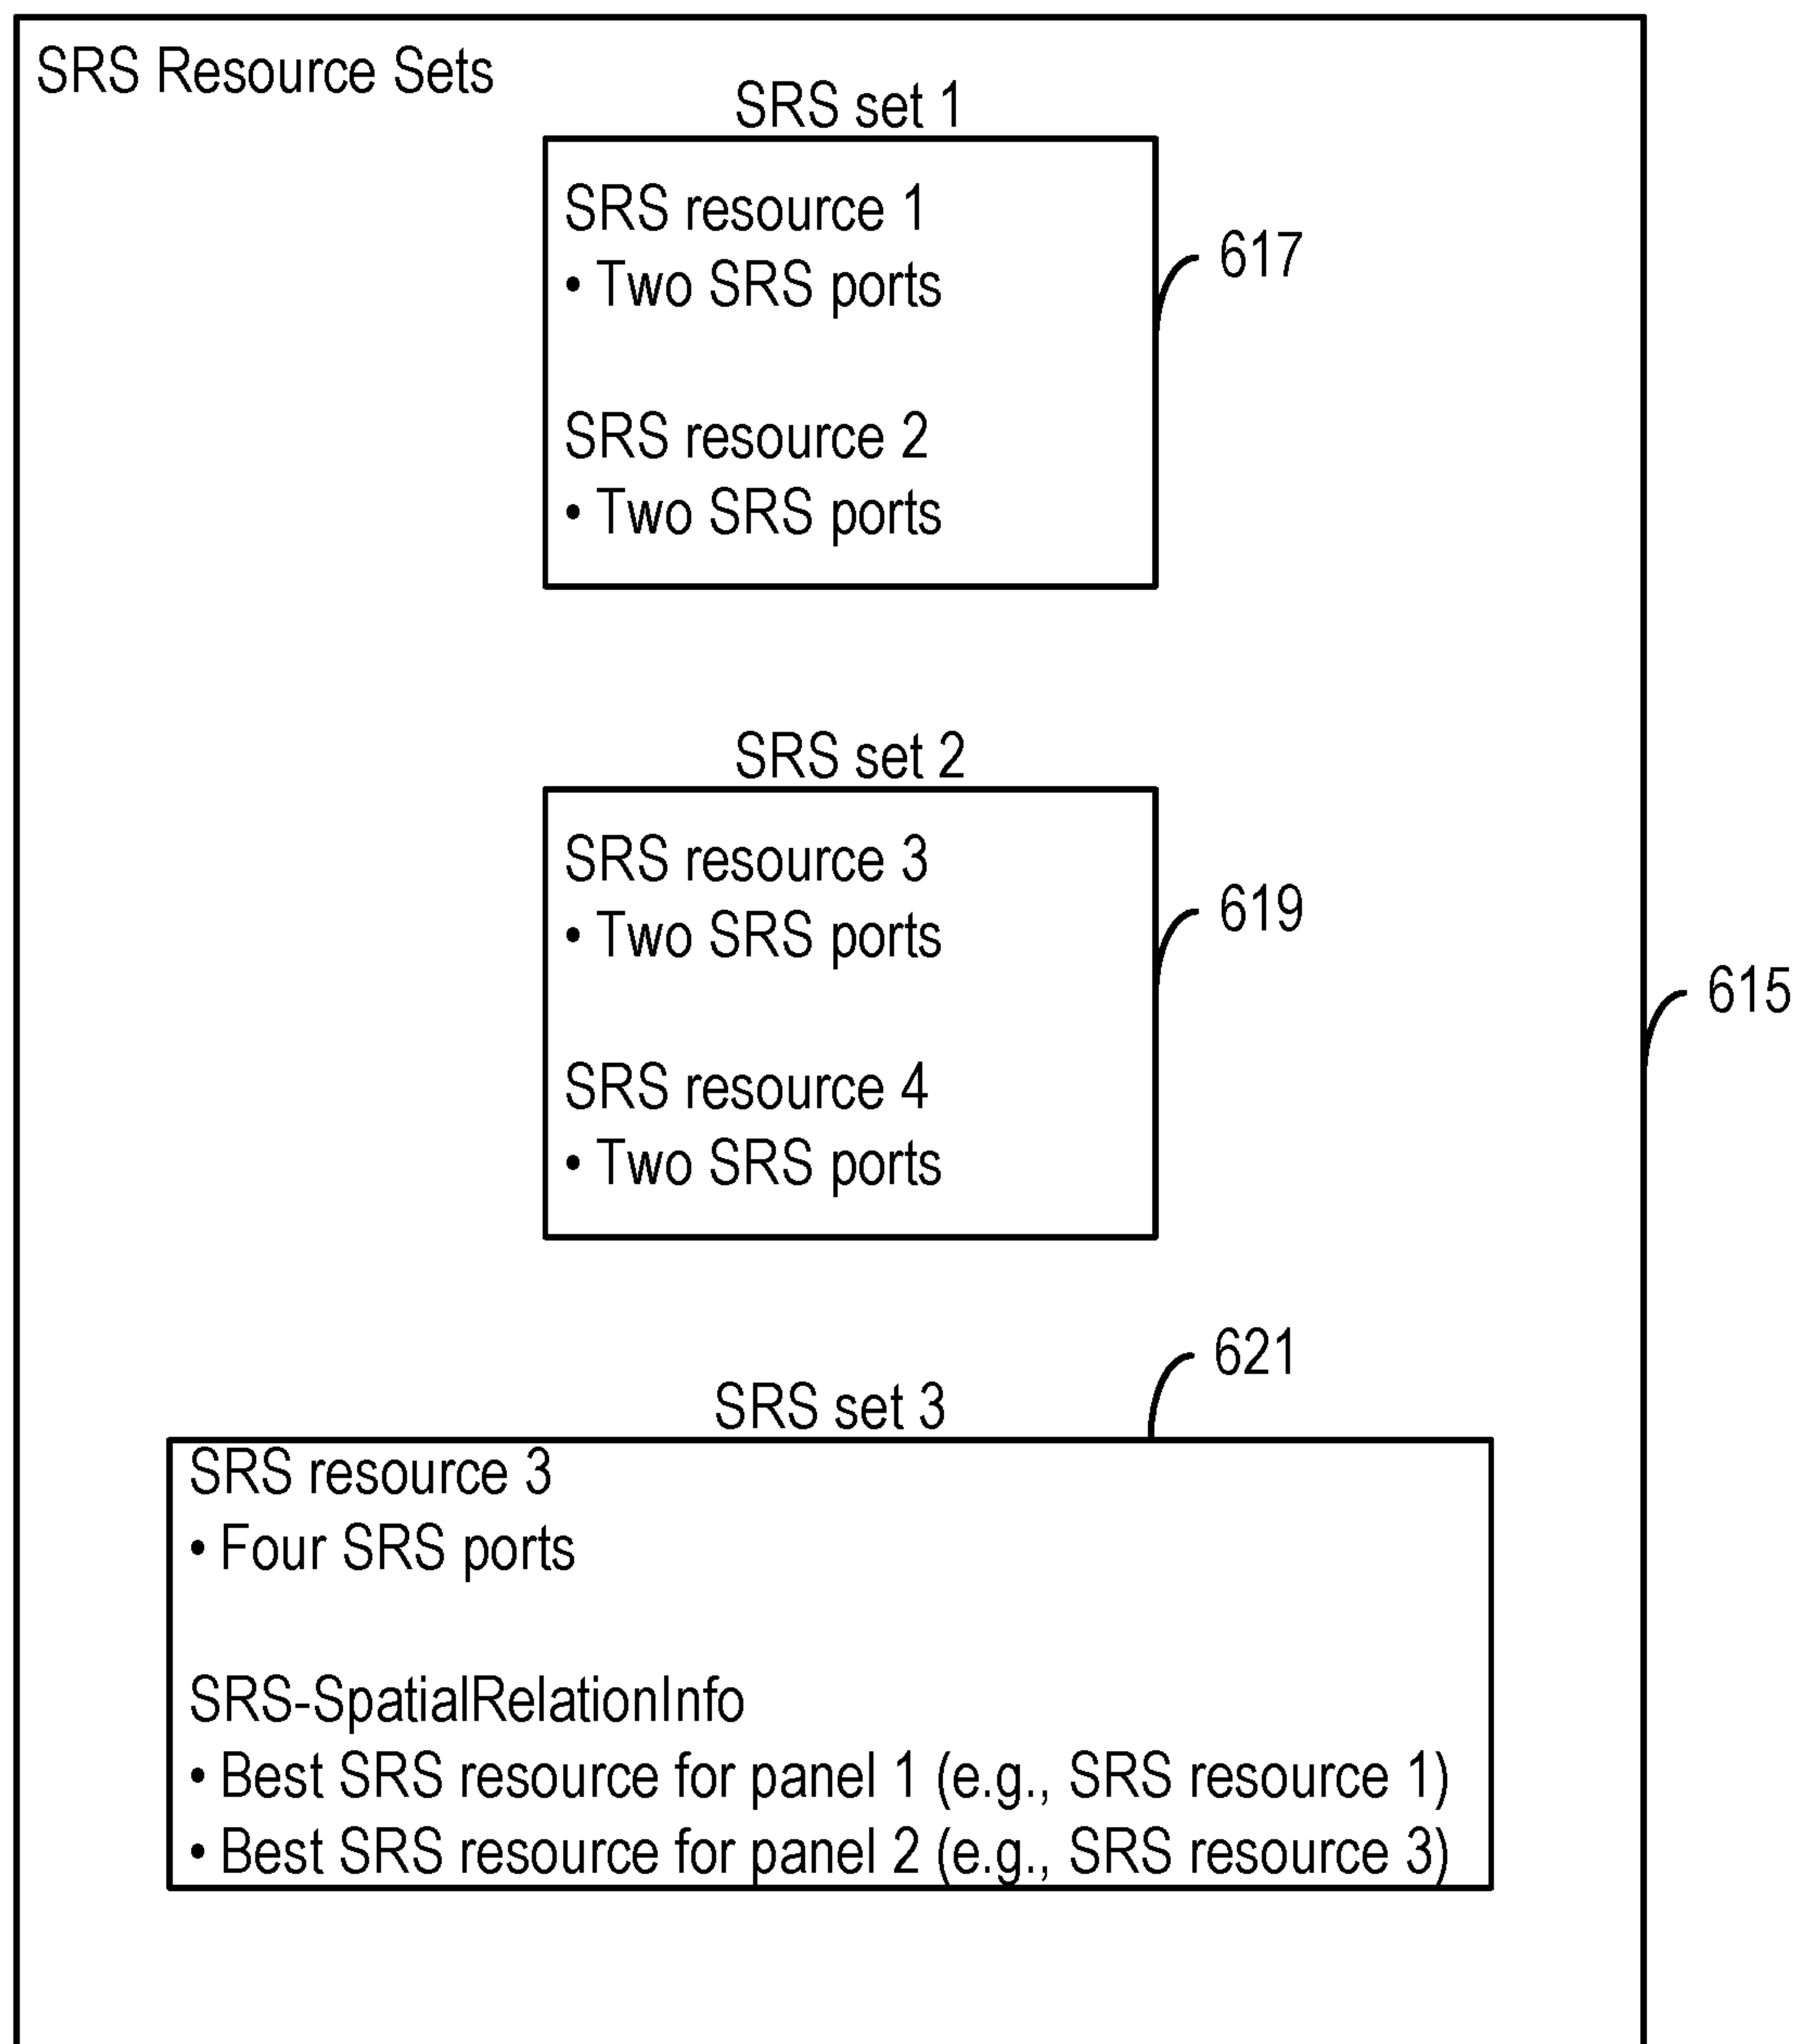 SRS Resource Sets
SRS set 1
SRS resource 1
• Two SRS ports
SRS resource 2
• Two SRS ports
617
SRS set 2
SRS resource 3
• Two SRS ports
SRS resource 4
• Two SRS ports
619
615
621
SRS set 3
SRS resource 3
• Four SRS ports
SRS-SpatialRelationInfo
• Best SRS resource for panel 1 (e.g., SRS resource 1)
• Best SRS resource for panel 2 (e.g., SRS resource 3)